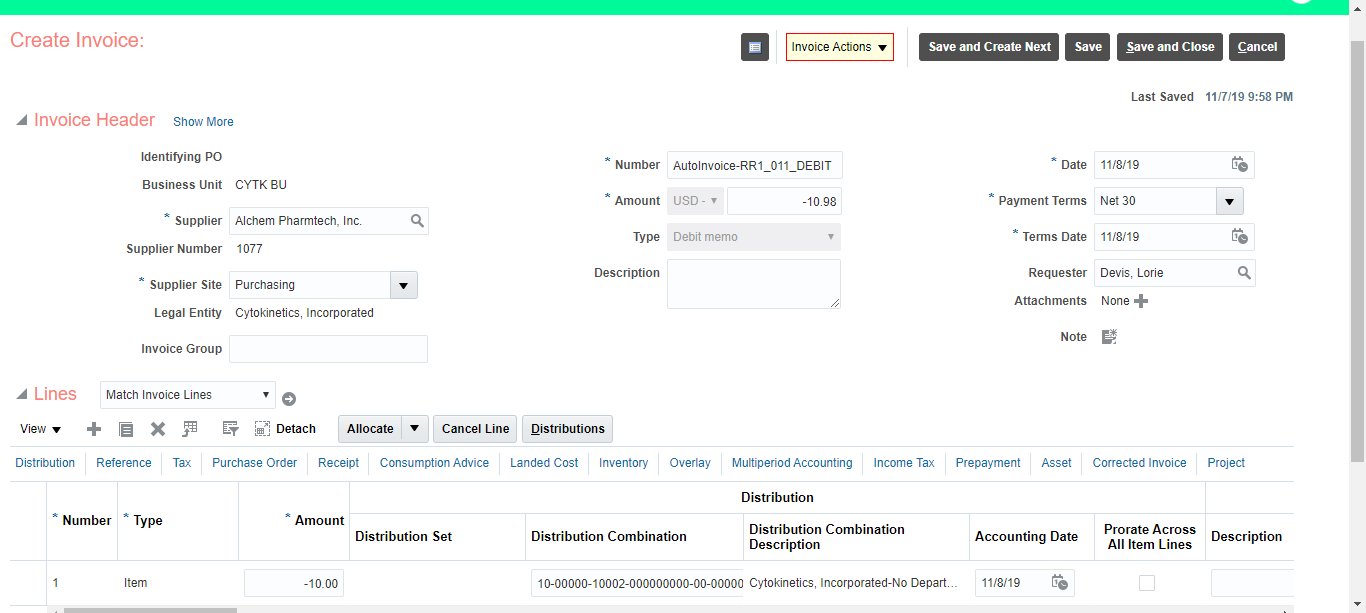 Create Invoice:
Invoice Actions
Save and Create Next
Save
Save and Close
Cancel
Last Saved 11/7/19 9:58 PM
Invoice Header Show More
Identifying PO
Business Unit CYTK BU
* Supplier Alchem Pharmtech, Inc.
Supplier Number 1077
* Supplier Site Purchasing
Legal Entity Cytokinetics, Incorporated
Invoice Group
* Number AutoInvoice-RR1_011_DEBIT
* Amount USD - -10.98
Type Debit memo
Description
* Date 11/8/19
* Payment Terms Net 30
* Terms Date 11/8/19
Requester Devis, Lorie
Attachments None
Note
Lines Match Invoice Lines
View Detach Allocate Cancel Line Distributions
Distribution Reference Tax Purchase Order Receipt Consumption Advice Landed Cost Inventory Overlay Multiperiod Accounting Income Tax Prepayment Asset Corrected Invoice Project
Distribution
* Number * Type * Amount Distribution Set Distribution Combination Distribution Combination Description Accounting Date Prorate Across All Item Lines Description
1 Item -10.00 10-00000-10002-000000000-00-00000 Cytokinetics, Incorporated-No Depart... 11/8/19